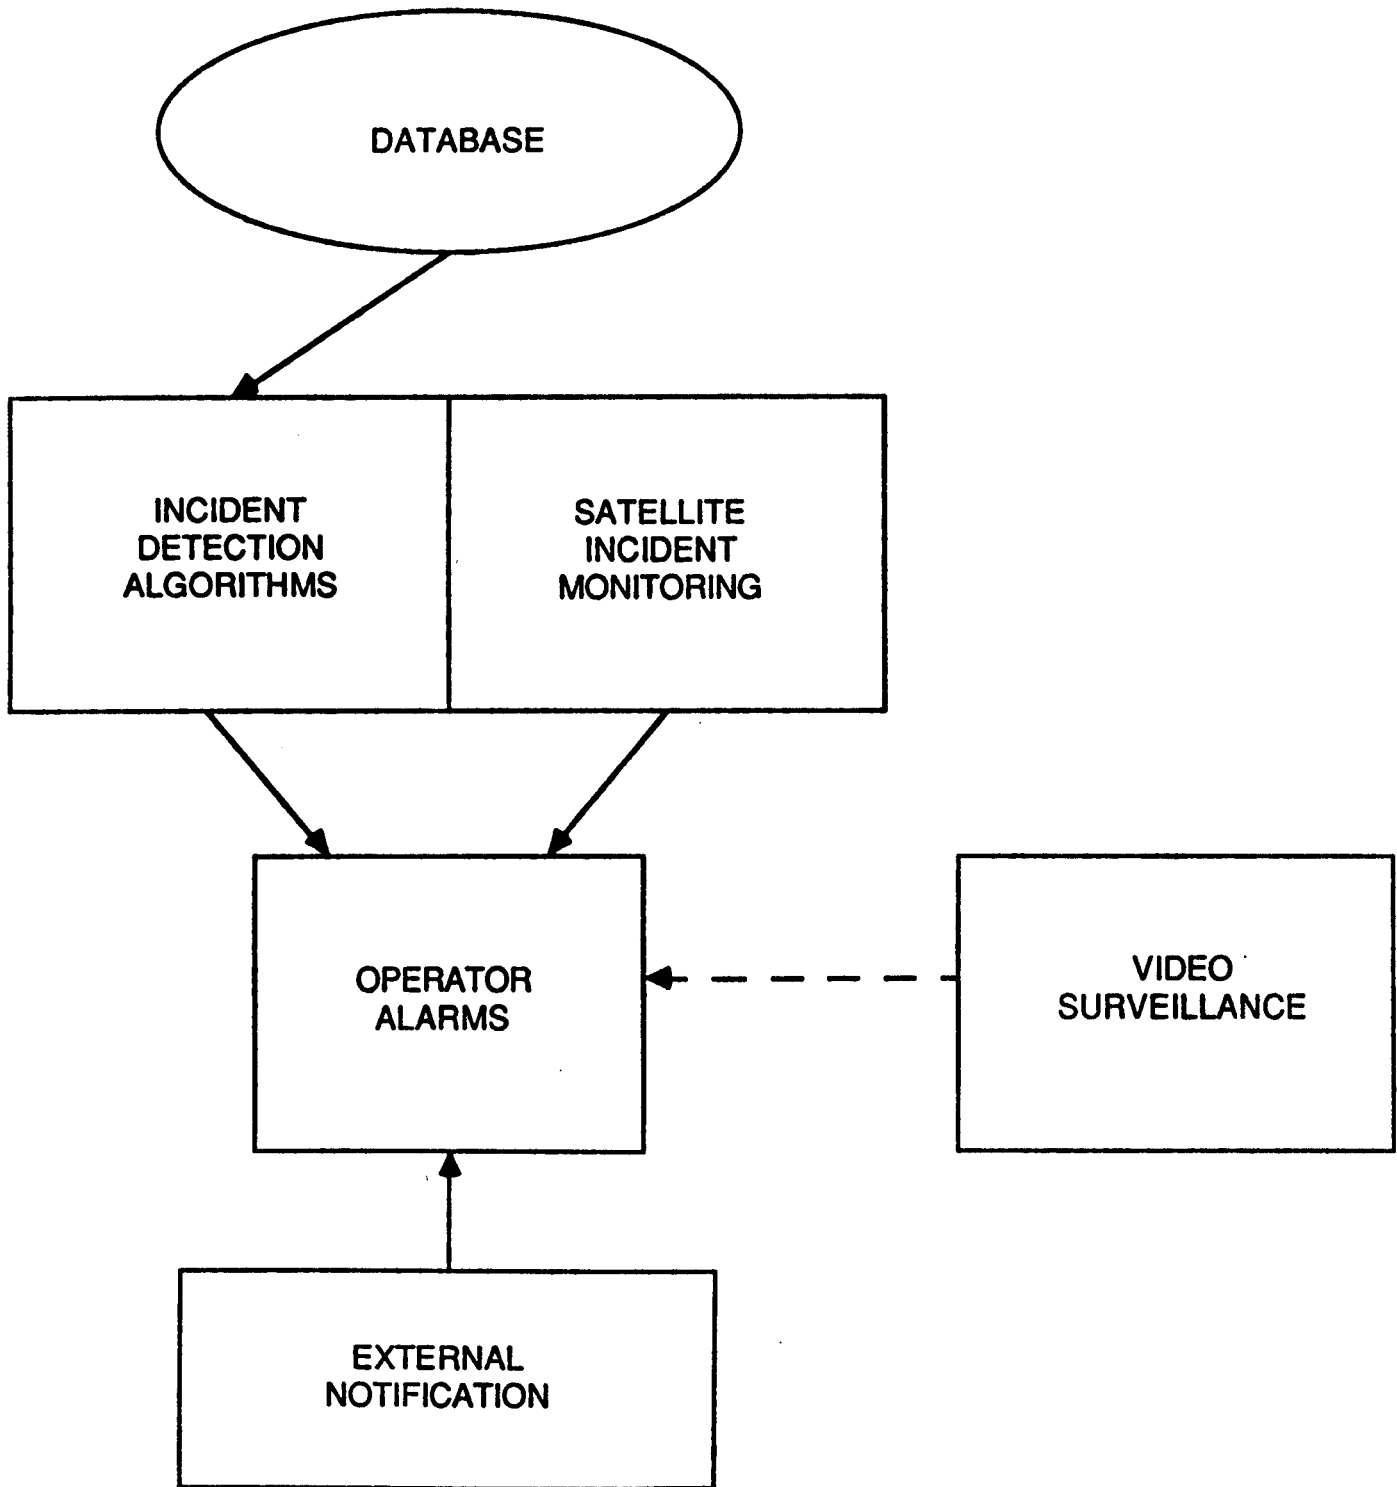 DATABASE
INCIDENT
DETECTION
ALGORITHMS
SATELLITE
INCIDENT
MONITORING
OPERATOR
ALARMS
VIDEO
SURVEILLANCE
EXTERNAL
NOTIFICATION